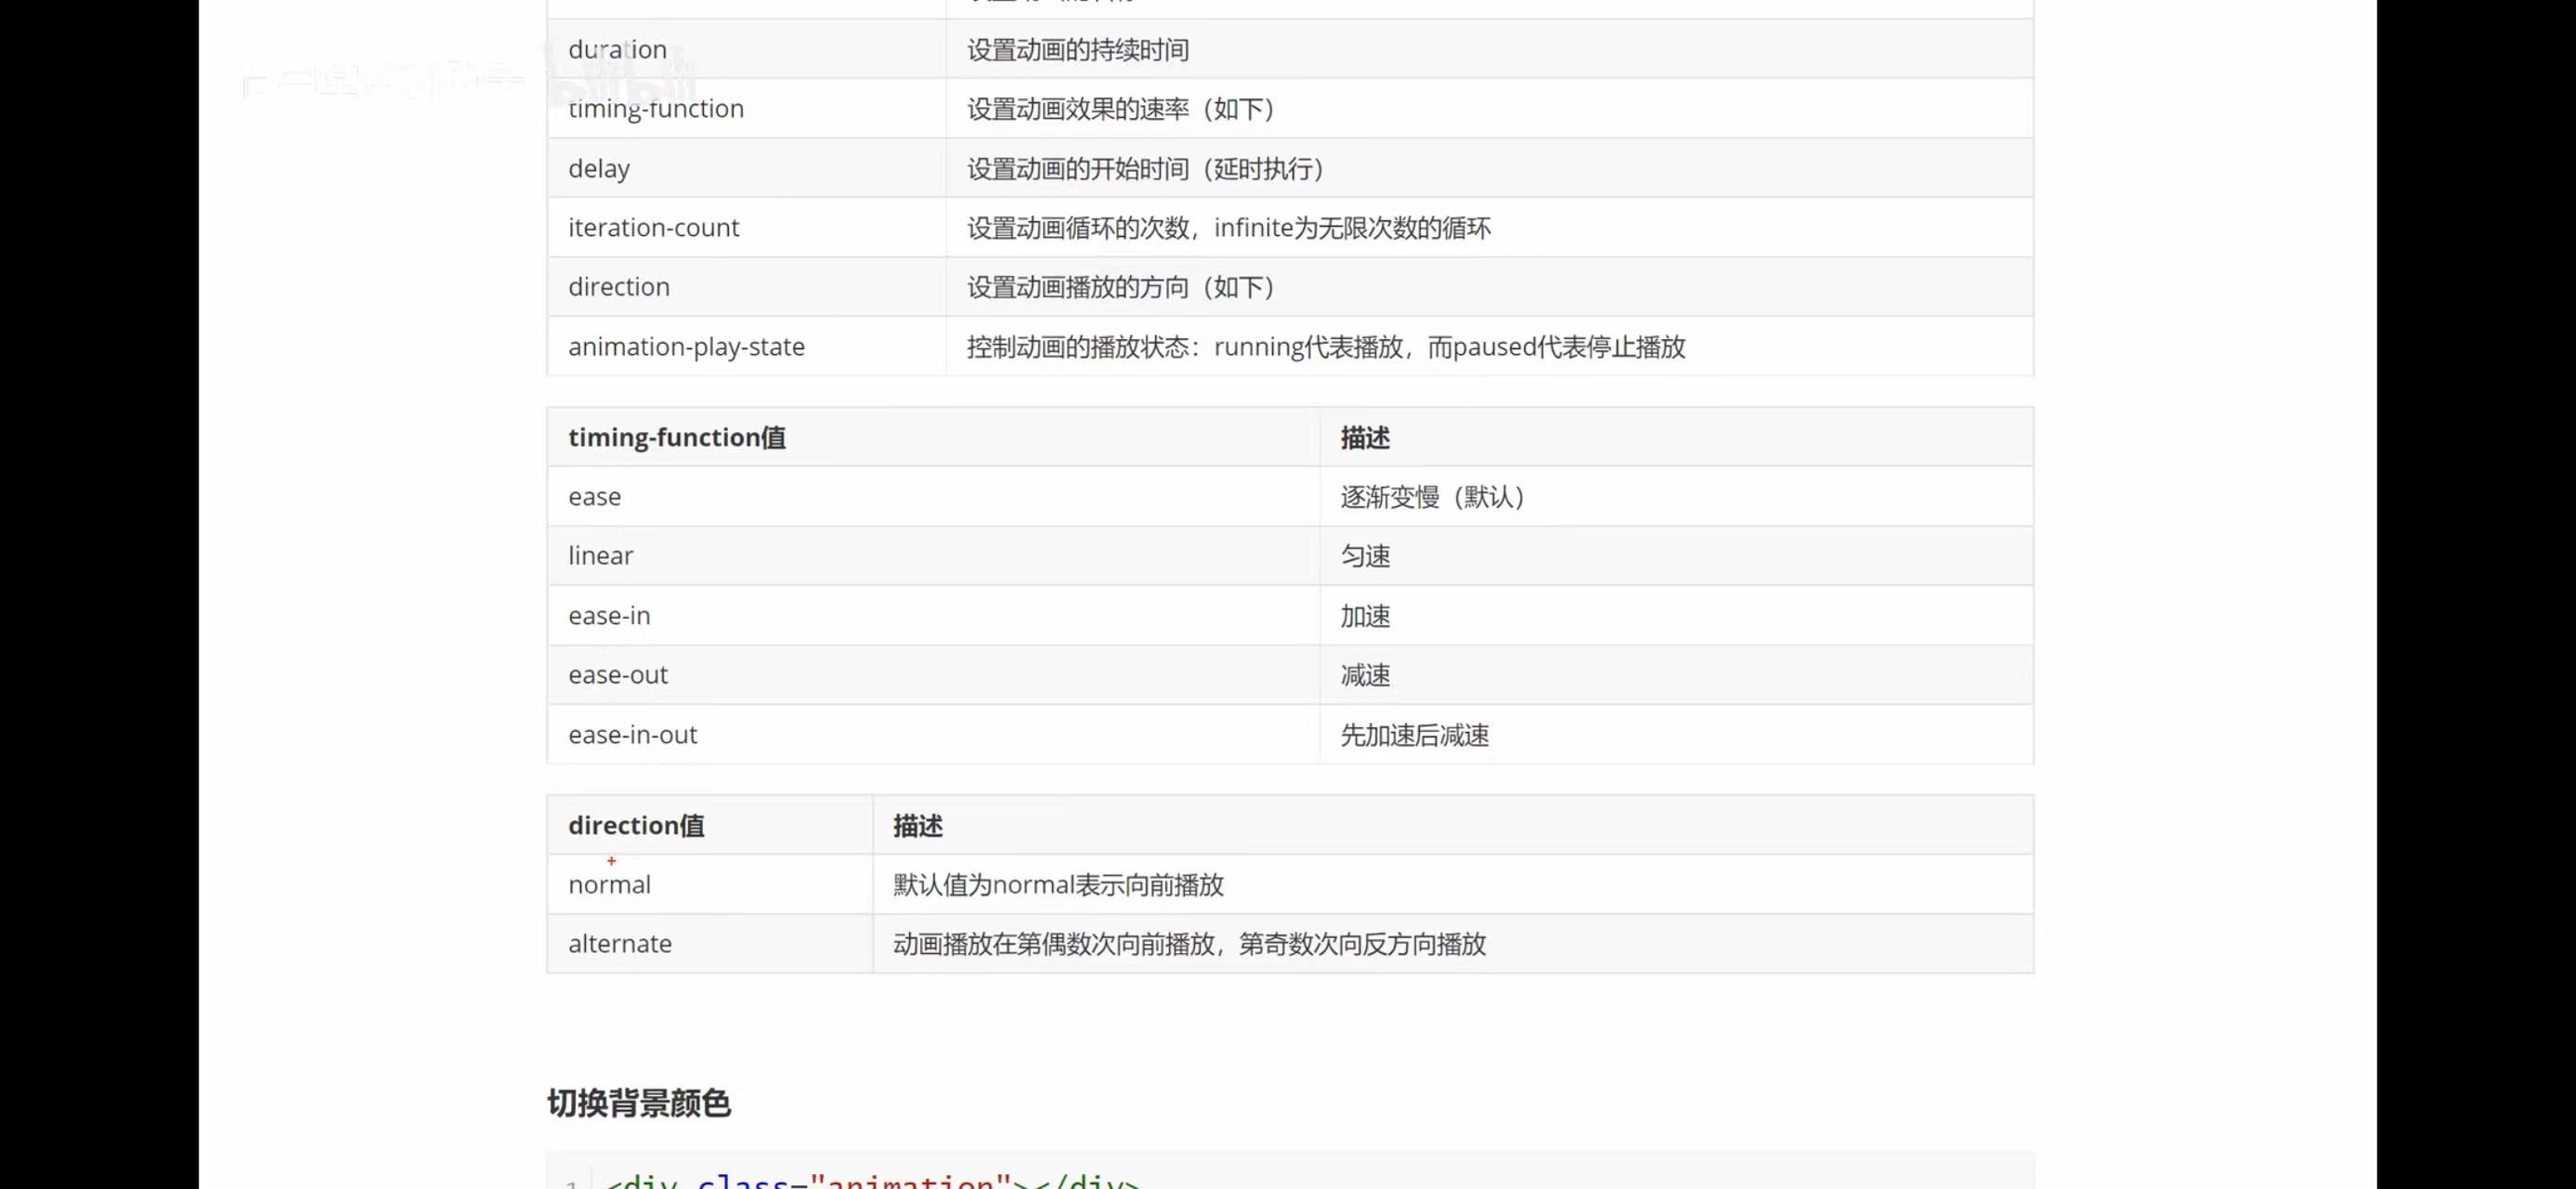 duration 设置动画的持续时间
timing-function 设置动画效果的速率（如下）
delay 设置动画的开始时间（延时执行）
iteration-count 设置动画循环的次数，infinite为无限次数的循环
direction 设置动画播放的方向（如下）
animation-play-state 控制动画的播放状态：running代表播放，而paused代表停止播放
timing-function值 描述
ease 逐渐变慢（默认）
linear 匀速
ease-in 加速
ease-out 减速
ease-in-out 先加速后减速
direction值 描述
normal 默认值为normal表示向前播放
alternate 动画播放在第偶数次向前播放，第奇数次向反方向播放
切换背景颜色
1 <div class="animation"></div>